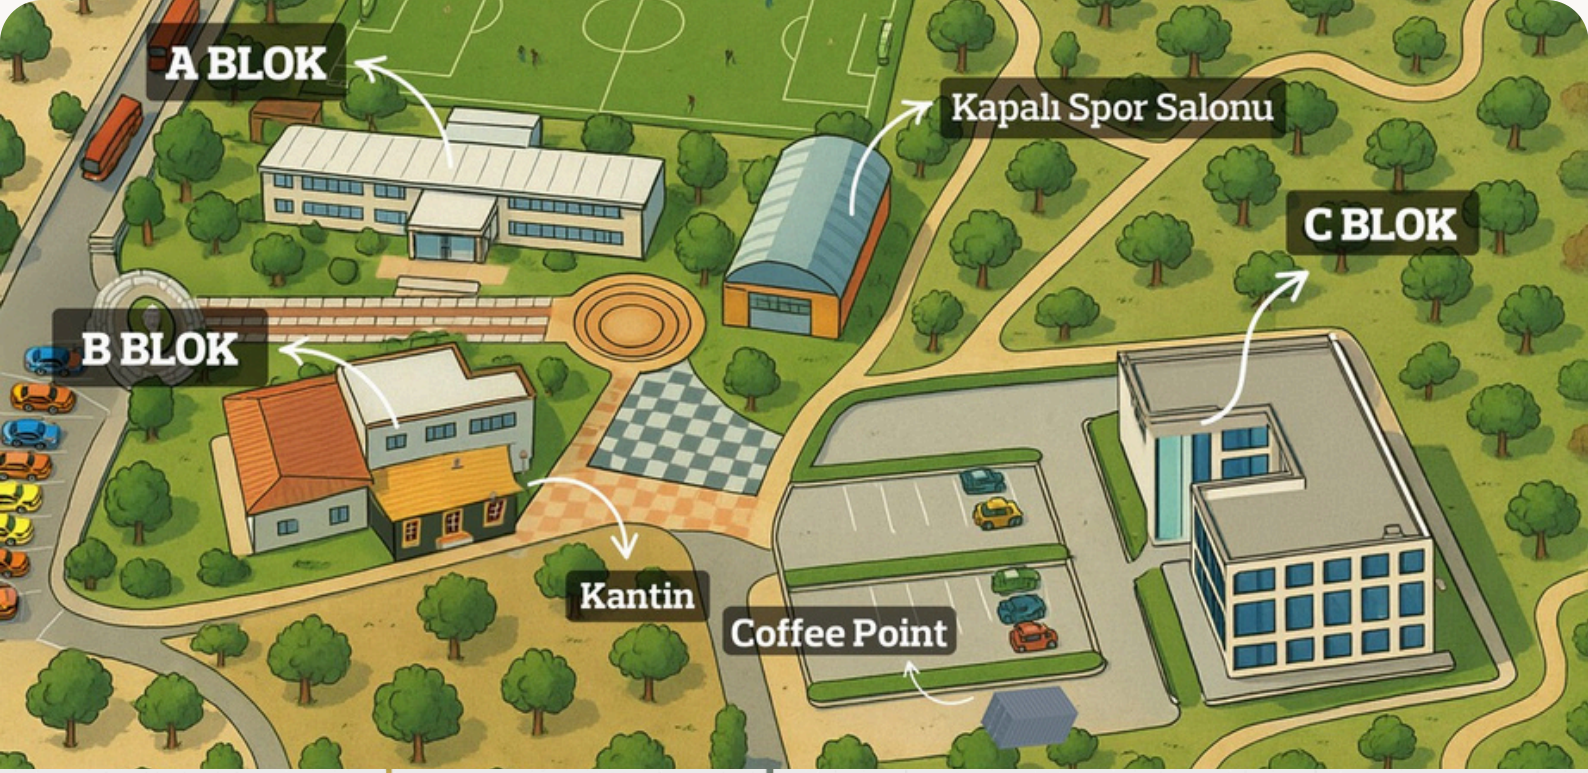 A BLOK
Kapalı Spor Salonu
C BLOK
B BLOK
Kantin
Coffee Point